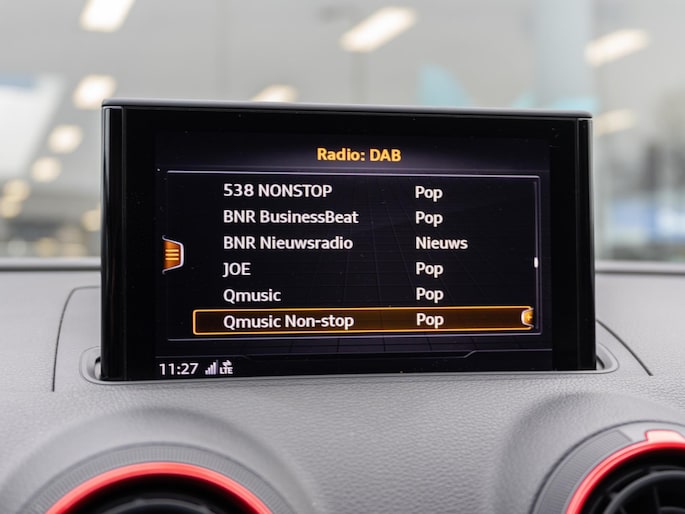 Radio: DAB
538 NONSTOP Pop
BNR BusinessBeat Pop
BNR Nieuwsradio Nieuws
JOE Pop
Qmusic Pop
Qmusic Non-stop Pop
11:27 LTE